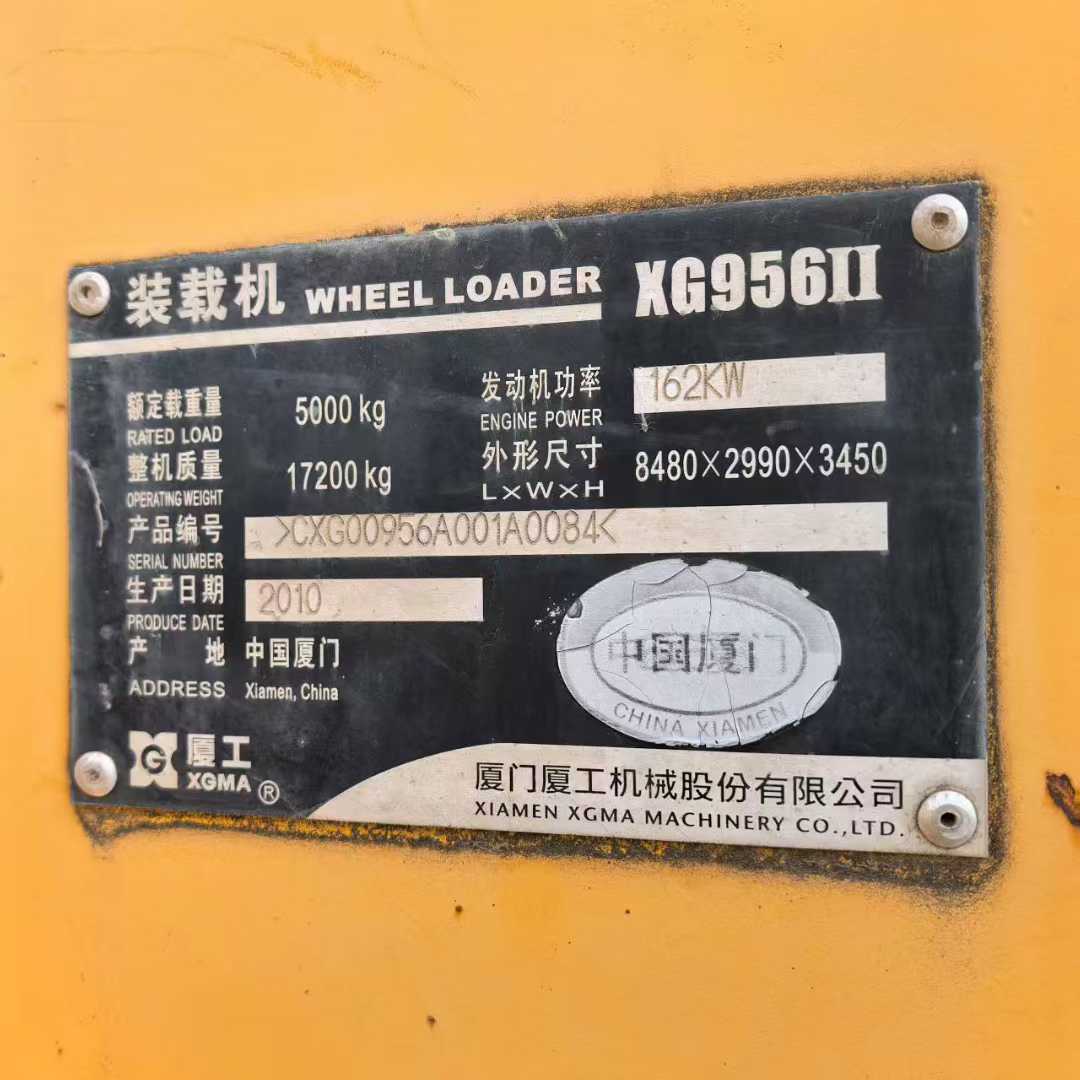 装载机 WHEEL LOADER XG956II
额定载重量 5000 kg 发动机功率 162KW
RATED LOAD ENGINE POWER
整机质量 17200 kg 外形尺寸 8480×2990×3450
OPERATING WEIGHT L×W×H
产品编号 >CXG00956A001A0084<
SERIAL NUMBER
生产日期 2010
PRODUCE DATE
产 地 中国厦门
ADDRESS Xiamen, China
中国厦门
CHINA XIAMEN
G 厦工
XGMA ®
厦门厦工机械股份有限公司
XIAMEN XGMA MACHINERY CO.,LTD.